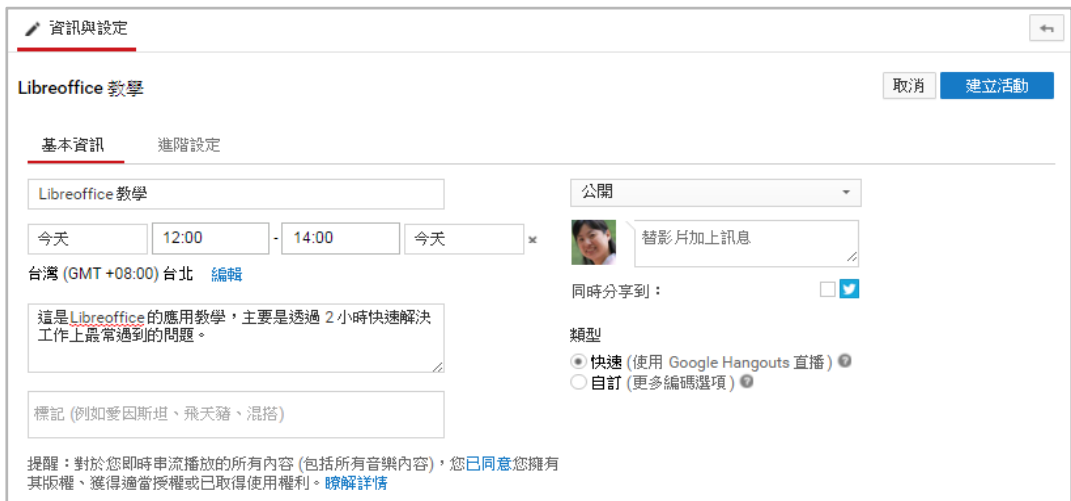 資訊與設定
Libreoffice 教學
取消
建立活動
基本資訊
進階設定
Libreoffice 教學
公開
今天
12:00
-
14:00
今天
替影片加上訊息
台灣 (GMT +08:00) 台北 編輯
同時分享到：
這是Libreoffice的應用教學，主要是透過 2 小時快速解決
工作上最常遇到的問題。
類型
快速 (使用 Google Hangouts 直播)
自訂 (更多編碼選項)
標記 (例如愛因斯坦、飛天豬、混搭)
提醒：對於您即時串流播放的所有內容 (包括所有音樂內容)，您已同意您擁有
其版權、獲得適當授權或已取得使用權利。瞭解詳情